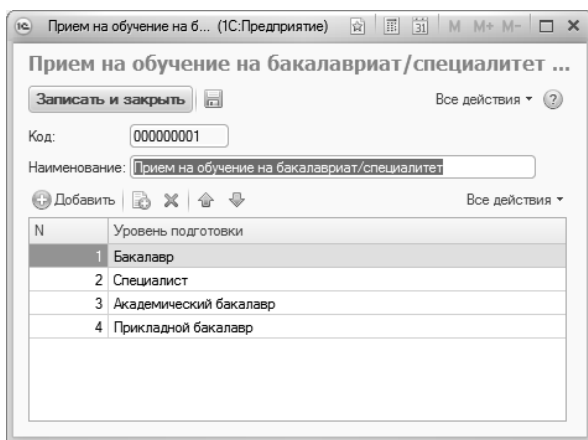 1С Прием на обучение на б... (1С:Предприятие) 31 M M+ M-
Прием на обучение на бакалавриат/специалитет ...
Записать и закрыть Все действия ?
Код: 000000001
Наименование: Прием на обучение на бакалавриат/специалитет
Добавить Все действия
N Уровень подготовки
1 Бакалавр
2 Специалист
3 Академический бакалавр
4 Прикладной бакалавр